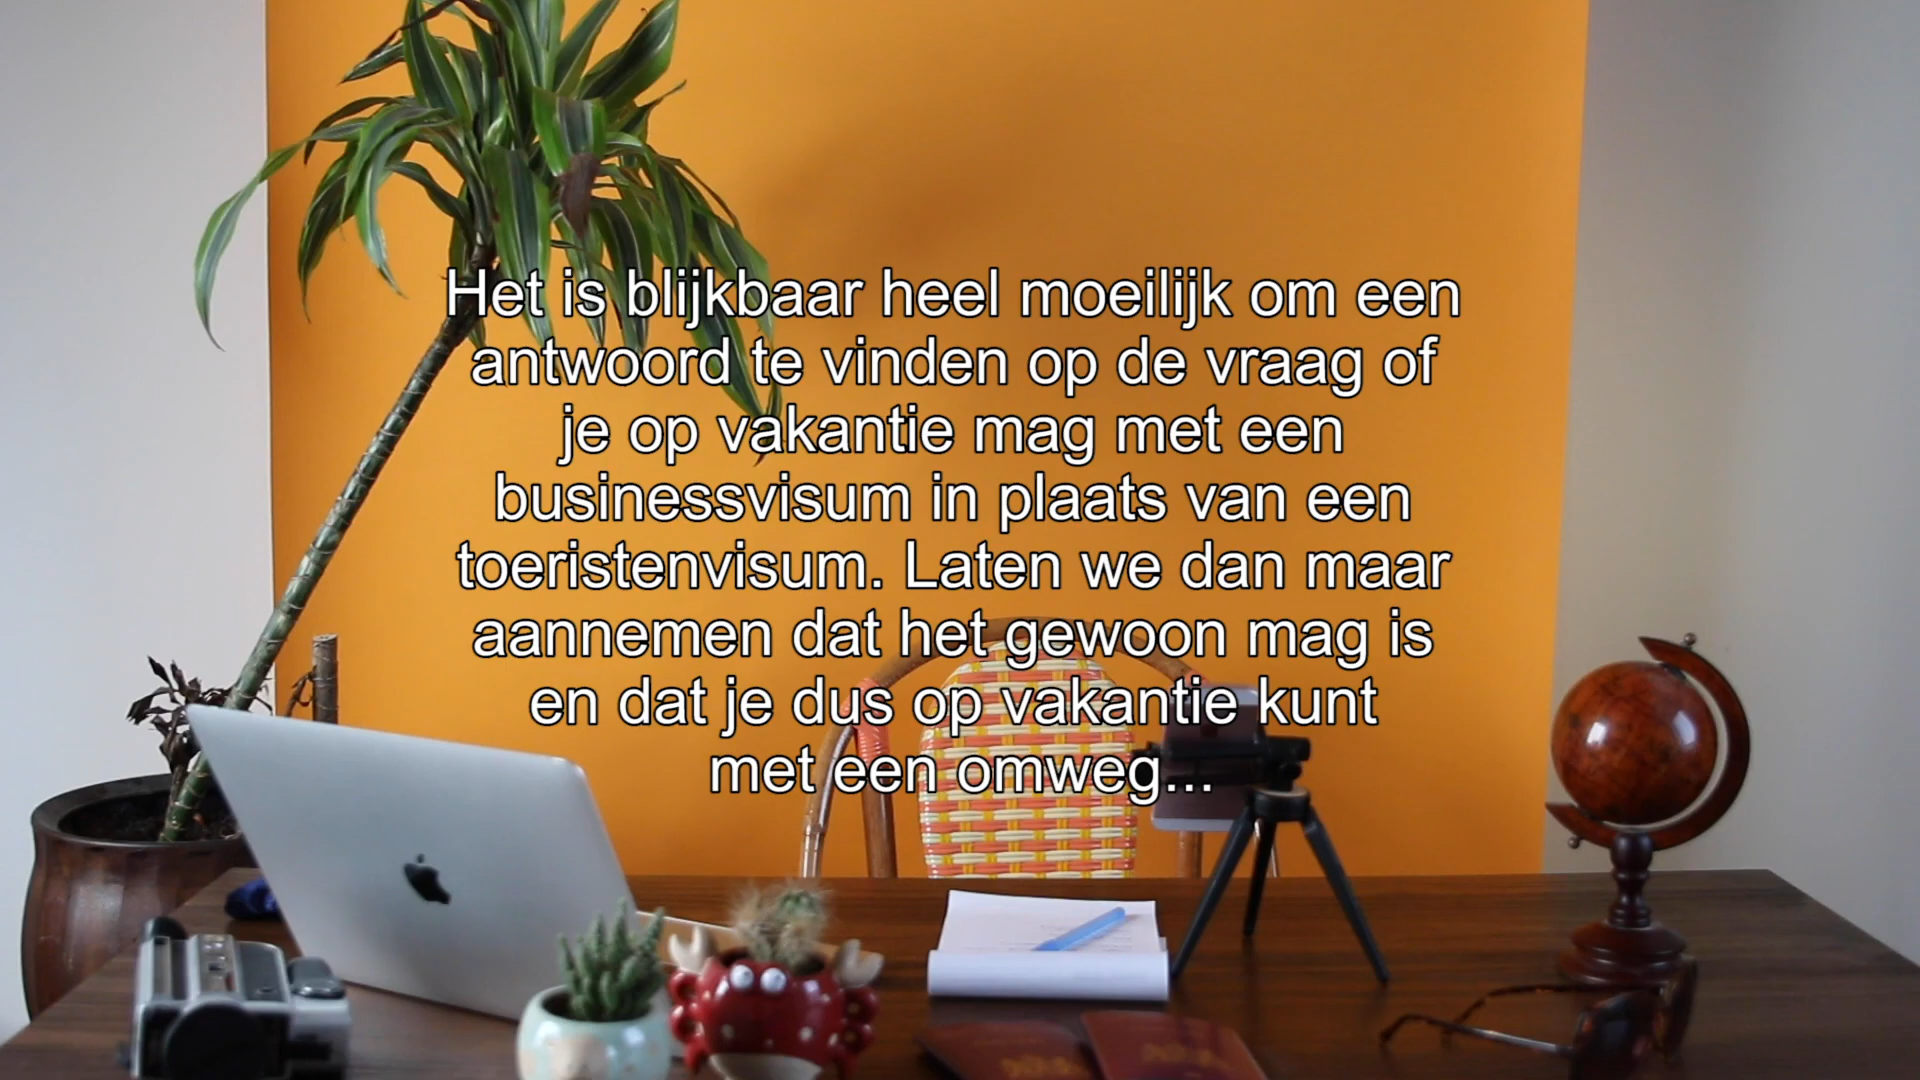 Het is blijkbaar heel moeilijk om een
antwoord te vinden op de vraag of
je op vakantie mag met een
businessvisum in plaats van een
toeristenvisum. Laten we dan maar
aannemen dat het gewoon mag is
en dat je dus op vakantie kunt
met een omweg...